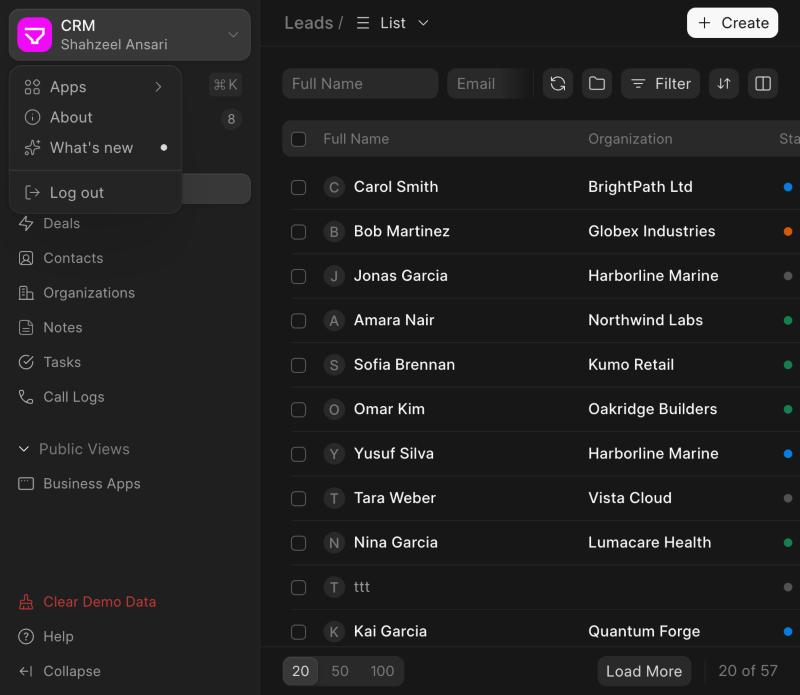 CRM
Shahzeel Ansari
Apps
⌘ K
About
8
What's new
Log out
Deals
Contacts
Organizations
Notes
Tasks
Call Logs
Public Views
Business Apps
Clear Demo Data
Help
Collapse
Leads / List
Create
Full Name
Email
Filter
Full Name Organization Sta
C Carol Smith BrightPath Ltd
B Bob Martinez Globex Industries
J Jonas Garcia Harborline Marine
A Amara Nair Northwind Labs
S Sofia Brennan Kumo Retail
O Omar Kim Oakridge Builders
Y Yusuf Silva Harborline Marine
T Tara Weber Vista Cloud
N Nina Garcia Lumacare Health
T ttt
K Kai Garcia Quantum Forge
20 50 100 Load More 20 of 57